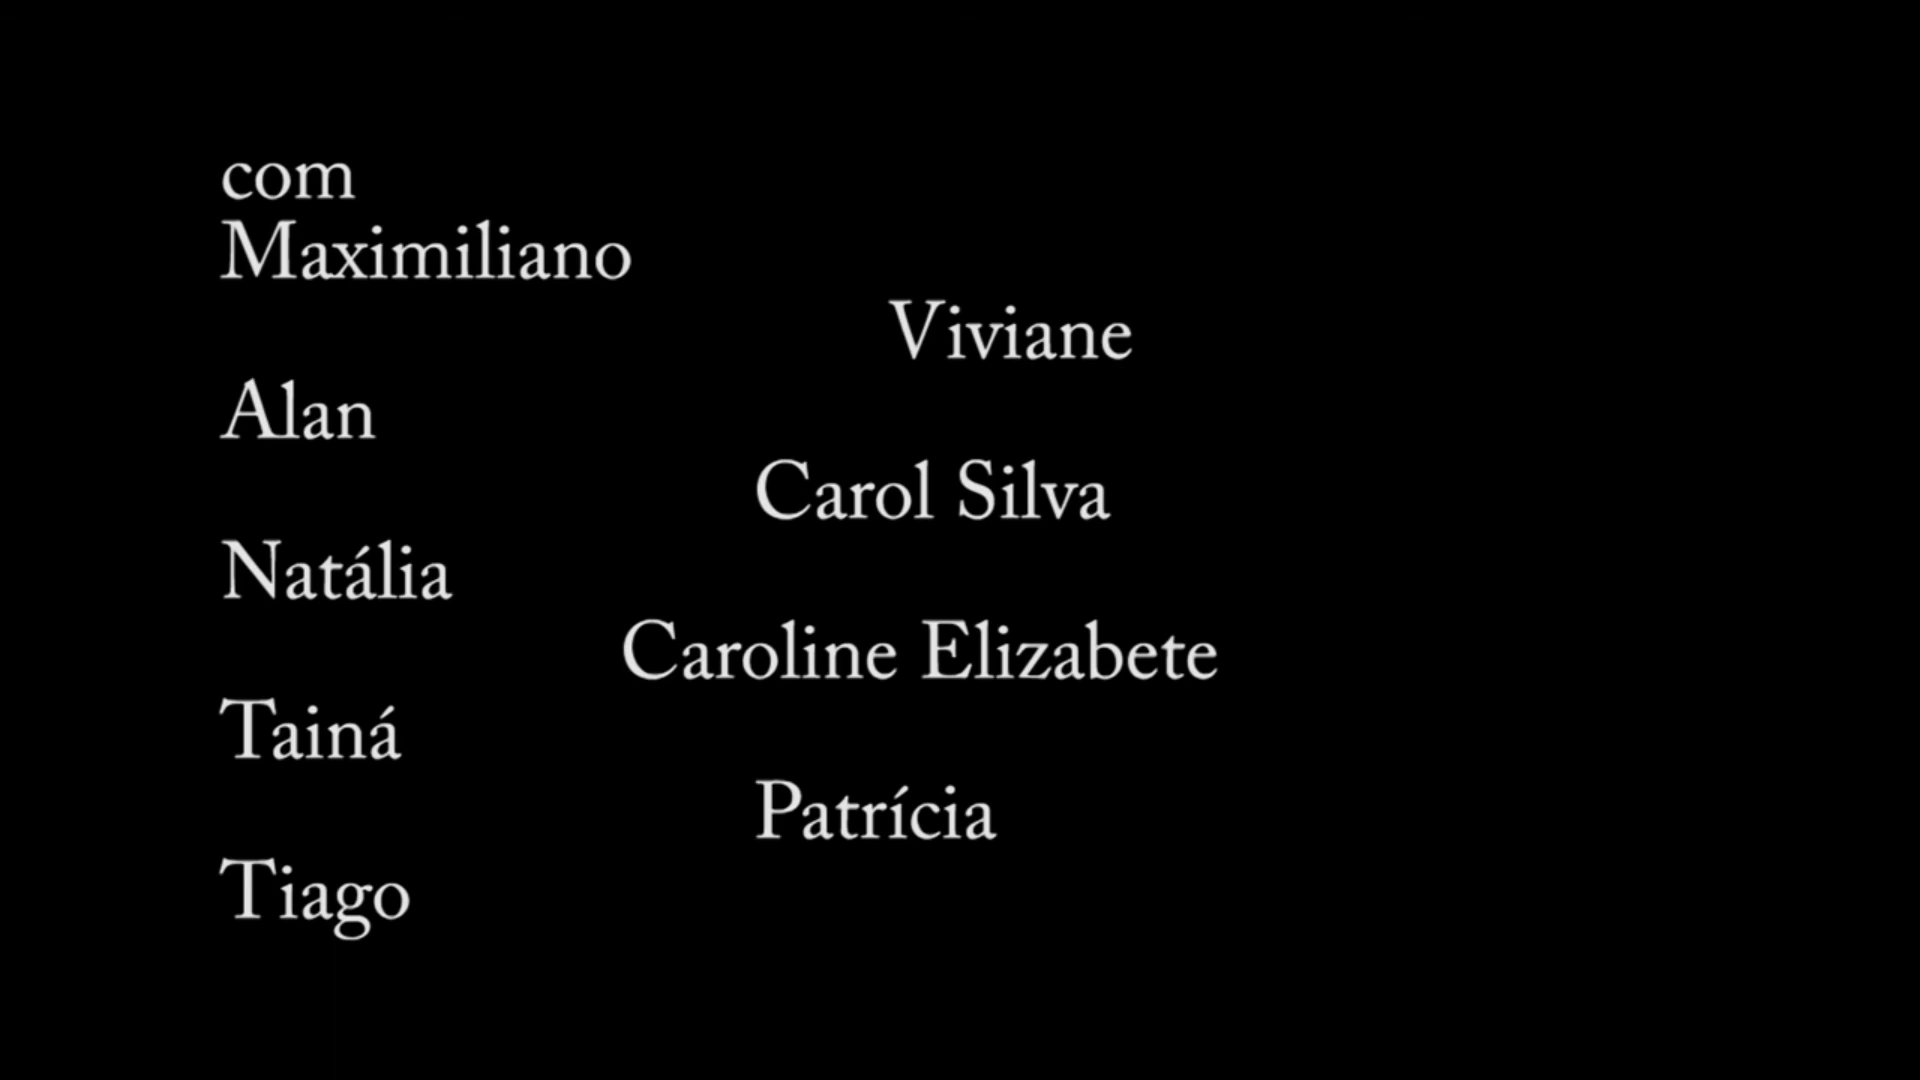 com
Maximiliano
Viviane
Alan
Carol Silva
Natália
Caroline Elizabete
Tainá
Patrícia
Tiago